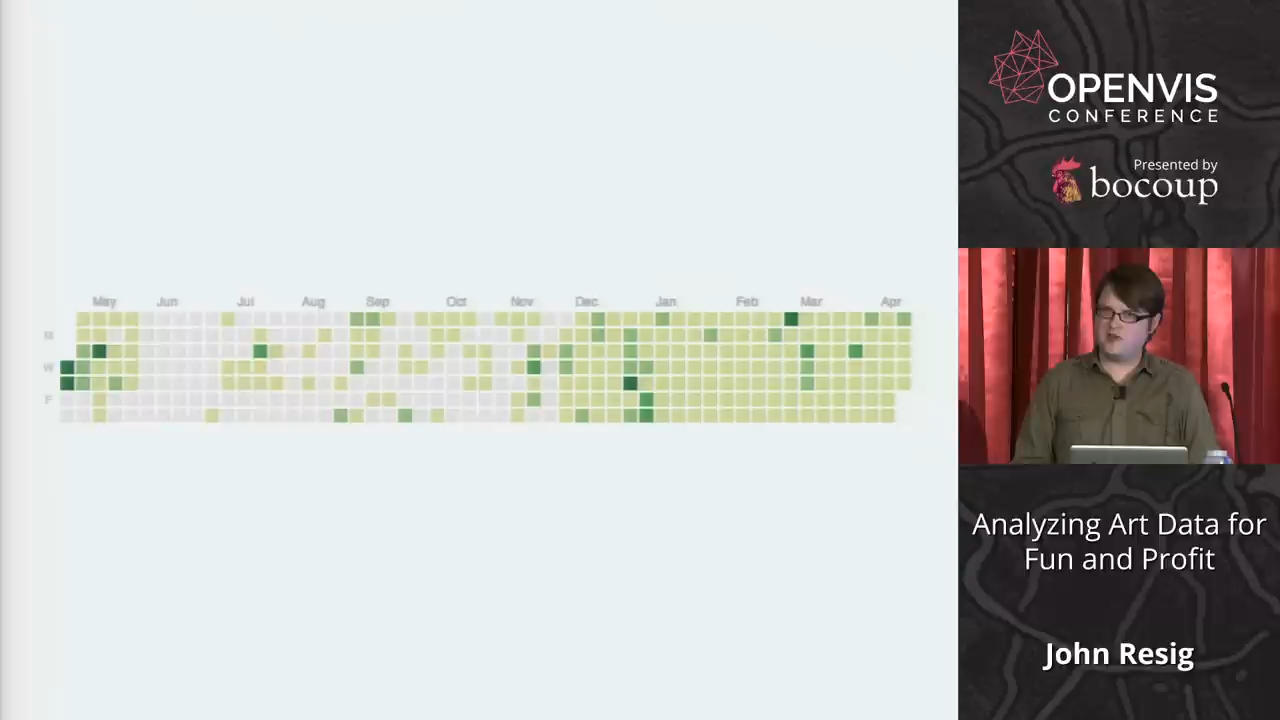 May Jun Jul Aug Sep Oct Nov Dec Jan Feb Mar Apr
M
W
F
OPENVIS
CONFERENCE
Presented by
bocoup
Analyzing Art Data for
Fun and Profit
John Resig